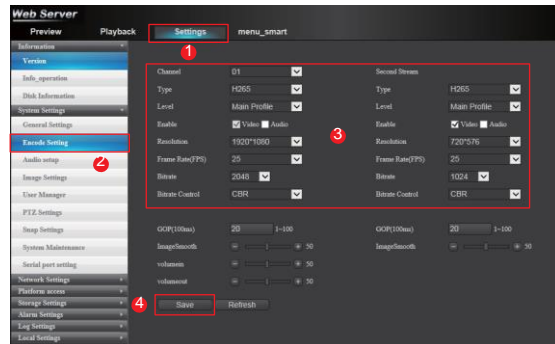 Web Server
Preview Playback Settings menu_smart
1
Information
Version
Info_operation
Disk Information
System Settings
General Settings
Encode Setting
2
Audio setup
Image Settings
User Manager
PTZ Settings
Snap Settings
System Maintenance
Serial port setting
Network Settings
Platform access
Storage Settings
Alarm Settings
Log Settings
Local Settings
Channel 01 Second Stream
Type H265 Type H265
Level Main Profile Level Main Profile
Enable Video Audio Enable Video Audio
3
Resolution 1920*1080 Resolution 720*576
Frame Rate(FPS) 25 Frame Rate(FPS) 25
Bitrate 2048 Bitrate 1024
Bitrate Control CBR Bitrate Control CBR
GOP(100ms) 20 1~100 GOP(100ms) 20 1~100
ImageSmooth 50 ImageSmooth 50
volumein 50
volumeout 50
4
Save Refresh